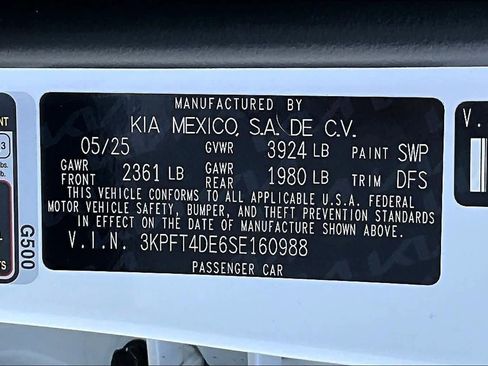 MANUFACTURED BY
KIA MEXICO, S.A. DE C.V.
05/25 GVWR 3924 LB PAINT SWP
GAWR FRONT 2361 LB GAWR REAR 1980 LB TRIM DFS
THIS VEHICLE CONFORMS TO ALL APPLICABLE U.S.A. FEDERAL
MOTOR VEHICLE SAFETY, BUMPER, AND THEFT PREVENTION STANDARDS
IN EFFECT ON THE DATE OF MANUFACTURE SHOWN ABOVE.
V.I.N. 3KPFT4DE6SE160988
PASSENGER CAR
G500
V.